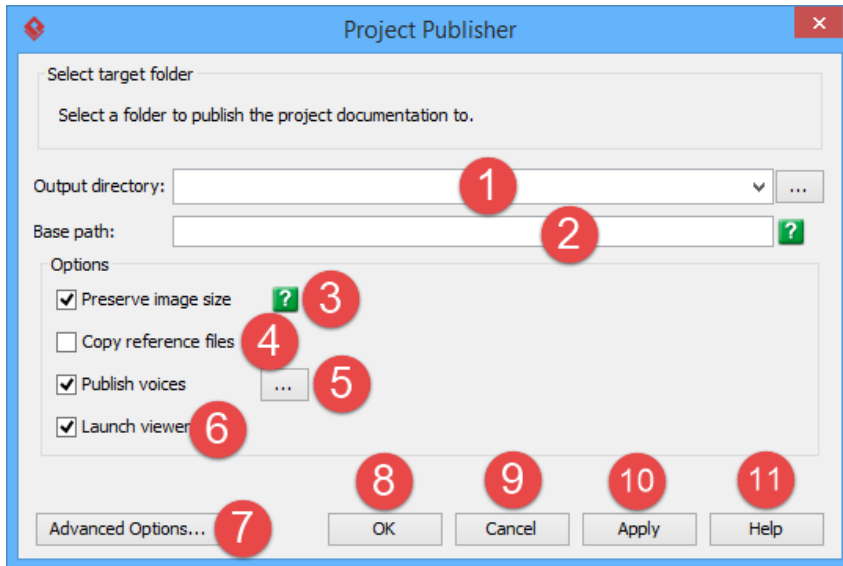 Project Publisher
Select target folder
Select a folder to publish the project documentation to.
Output directory: 1 ...
Base path: 2 ?
Options
Preserve image size ? 3
Copy reference files 4
Publish voices ... 5
Launch viewer 6
8 9 10 11
Advanced Options... 7 OK Cancel Apply Help